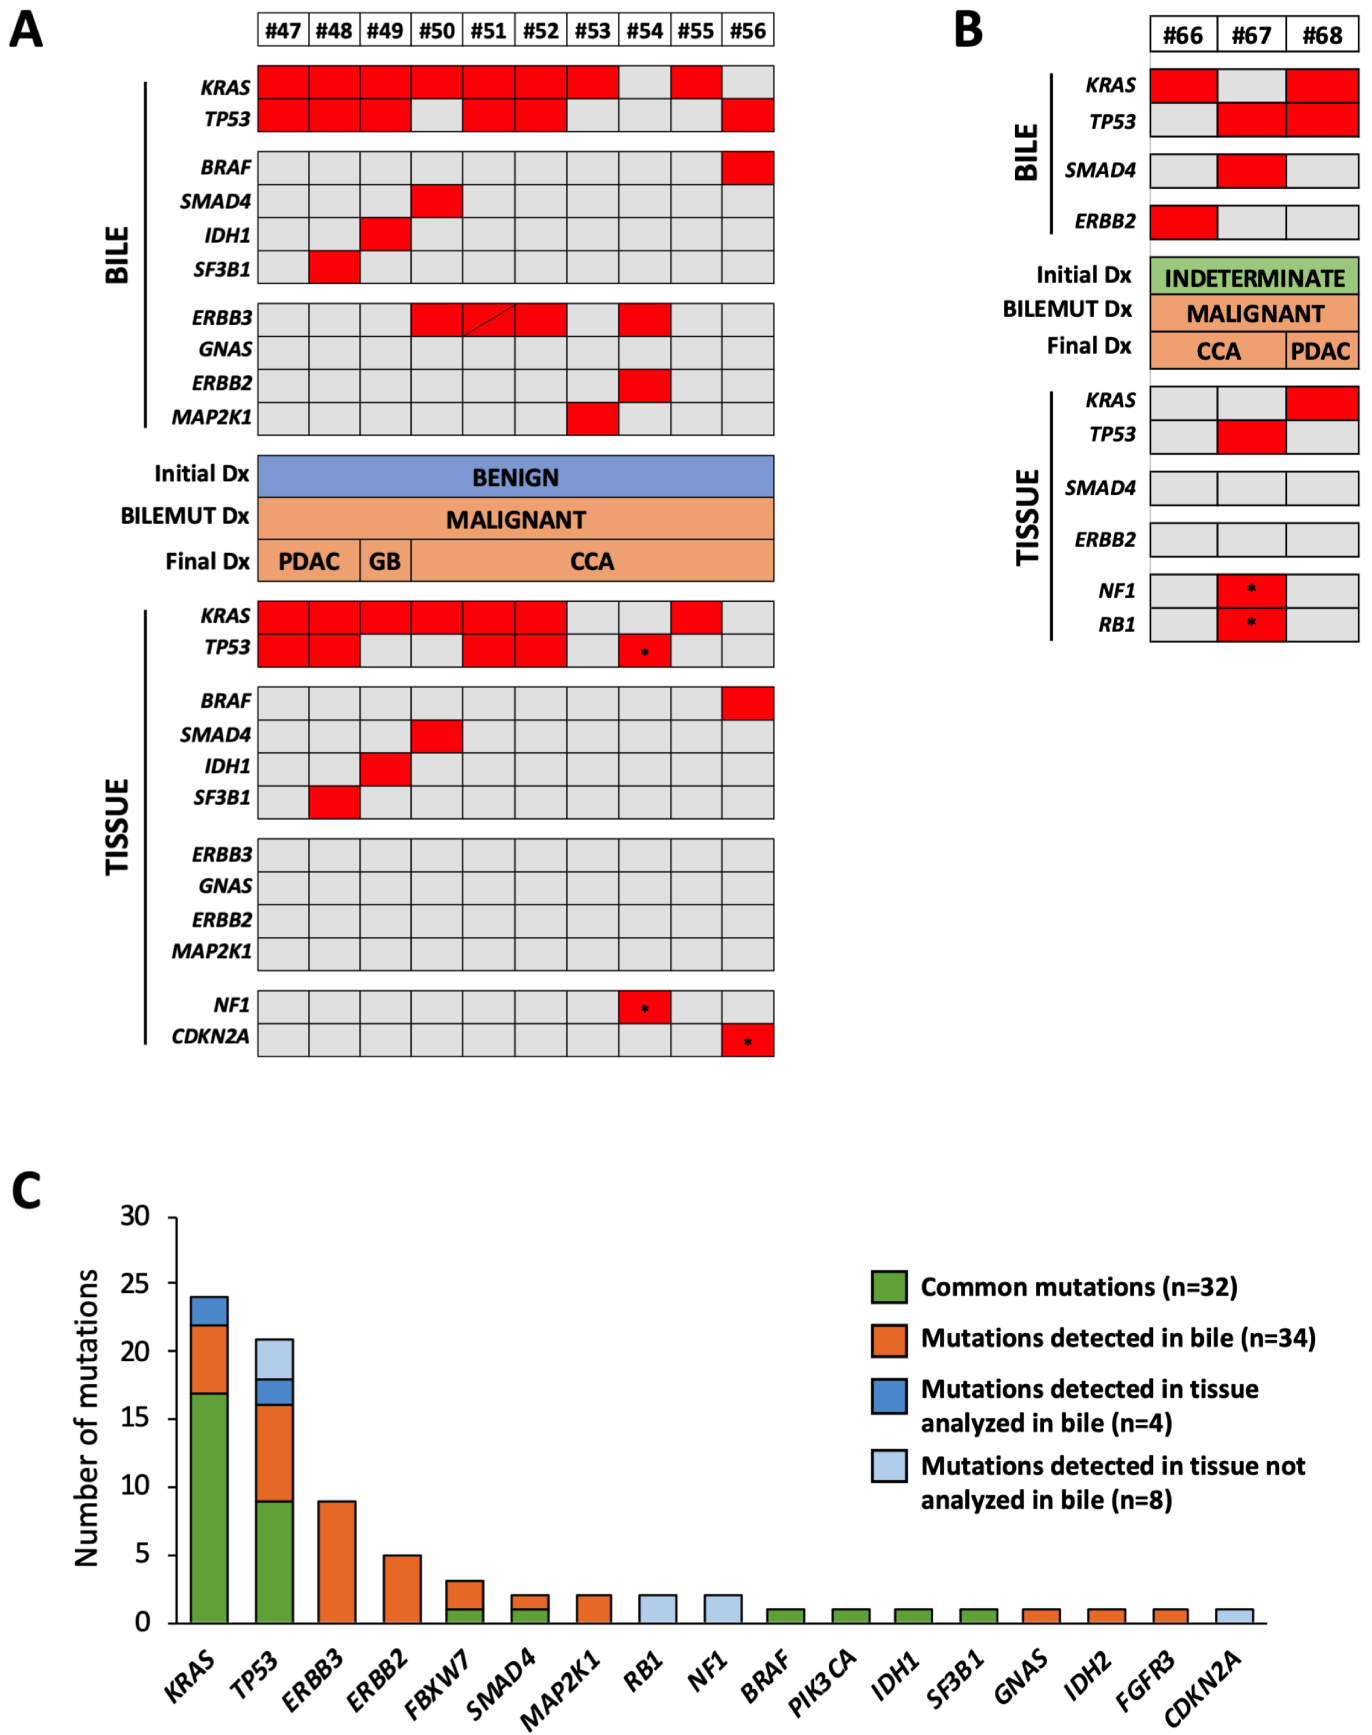 A
#47 #48 #49 #50 #51 #52 #53 #54 #55 #56
BILE
KRAS
TP53
BRAF
SMAD4
IDH1
SF3B1
ERBB3
GNAS
ERBB2
MAP2K1
Initial Dx BENIGN
BILEMUT Dx MALIGNANT
Final Dx PDAC GB CCA
TISSUE
KRAS
TP53 *
BRAF
SMAD4
IDH1
SF3B1
ERBB3
GNAS
ERBB2
MAP2K1
NF1 *
CDKN2A *
B
#66 #67 #68
BILE
KRAS
TP53
SMAD4
ERBB2
Initial Dx INDETERMINATE
BILEMUT Dx MALIGNANT
Final Dx CCA PDAC
TISSUE
KRAS
TP53
SMAD4
ERBB2
NF1 *
RB1 *
C
Number of mutations
30
25
20
15
10
5
0
KRAS TP53 ERBB3 ERBB2 FBXW7 SMAD4 MAP2K1 RB1 NF1 BRAF PIK3CA IDH1 SF3B1 GNAS IDH2 FGFR3 CDKN2A
Common mutations (n=32)
Mutations detected in bile (n=34)
Mutations detected in tissue
analyzed in bile (n=4)
Mutations detected in tissue not
analyzed in bile (n=8)